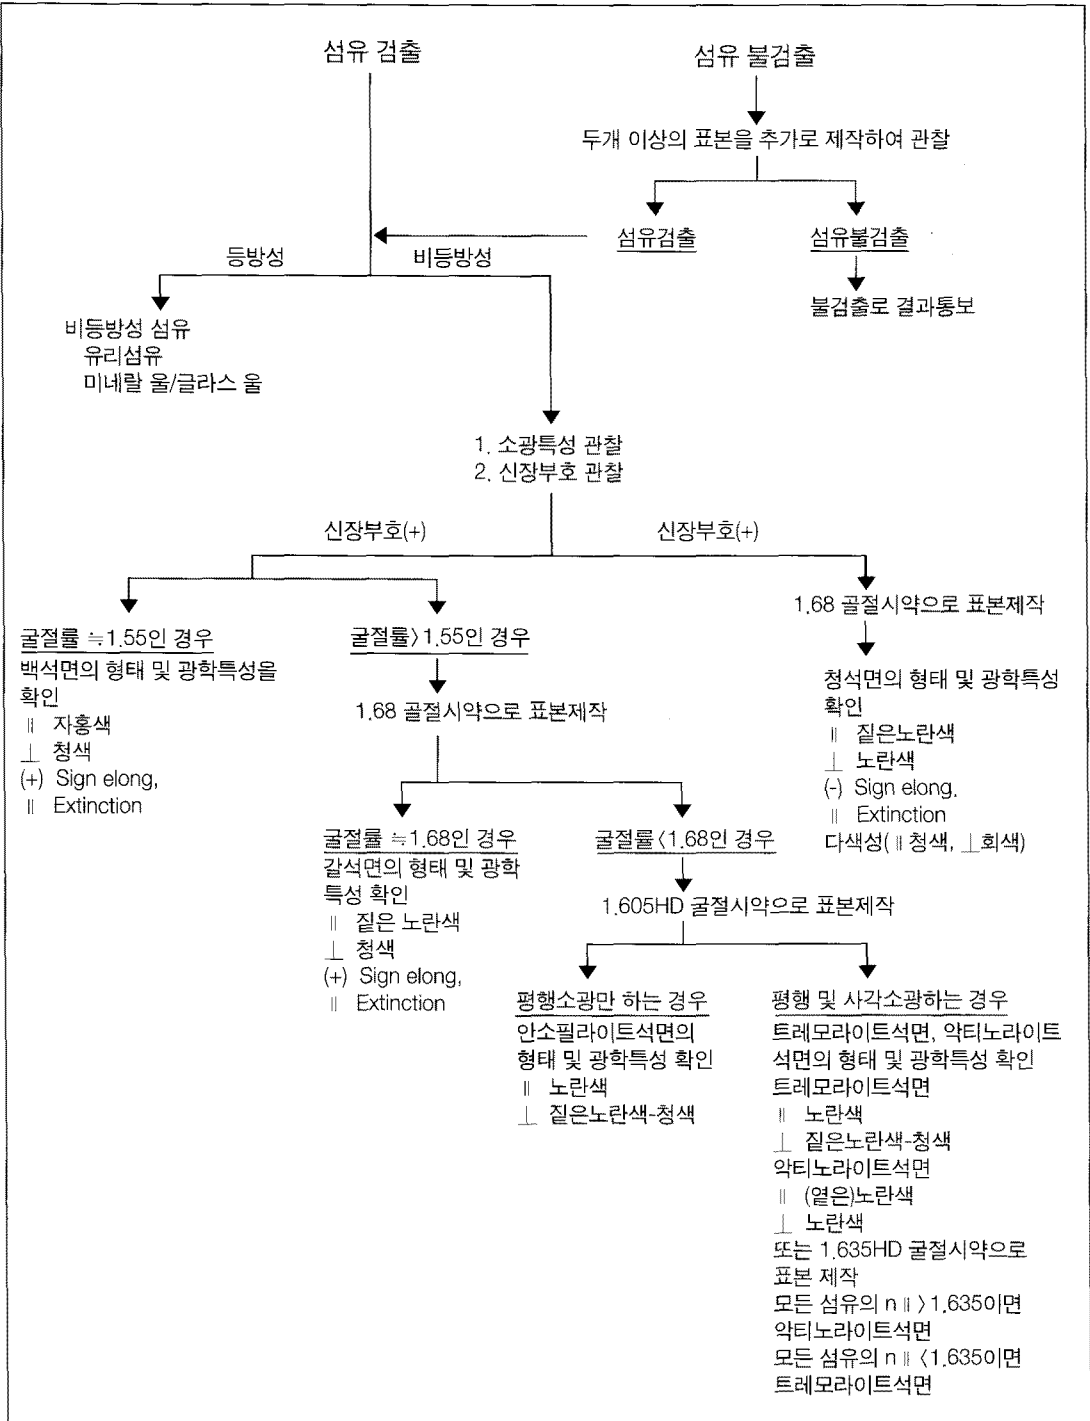 섬유 검출
섬유 불검출
두개 이상의 표본을 추가로 제작하여 관찰
섬유검출
섬유불검출
불검출로 결과통보
등방성
비등방성
비등방성 섬유
유리섬유
미네랄 울/글라스 울
1. 소광특성 관찰
2. 신장부호 관찰
신장부호(+)
신장부호(+)
굴절률 ≒1.55인 경우
백석면의 형태 및 광학특성을
확인
∥ 자홍색
⊥ 청색
(+) Sign elong.
∥ Extinction
굴절률〉1.55인 경우
1.68 골절시약으로 표본제작
1.68 골절시약으로 표본제작
청석면의 형태 및 광학특성
확인
∥ 짙은노란색
⊥ 노란색
(-) Sign elong.
∥ Extinction
다색성(∥청색, ⊥회색)
굴절률 ≒1.68인 경우
갈석면의 형태 및 광학
특성 확인
∥ 짙은 노란색
⊥ 청색
(+) Sign elong.
∥ Extinction
굴절률〈1.68인 경우
1.605HD 굴절시약으로 표본제작
평행소광만 하는 경우
안소필라이트석면의
형태 및 광학특성 확인
∥ 노란색
⊥ 짙은노란색-청색
평행 및 사각소광하는 경우
트레모라이트석면, 악티노라이트
석면의 형태 및 광학특성 확인
트레모라이트석면
∥ 노란색
⊥ 짙은노란색-청색
악티노라이트석면
∥ (옅은)노란색
⊥ 노란색
또는 1.635HD 굴절시약으로
표본 제작
모든 섬유의 n∥〉1.635이면
악티노라이트석면
모든 섬유의 n∥〈1.635이면
트레모라이트석면